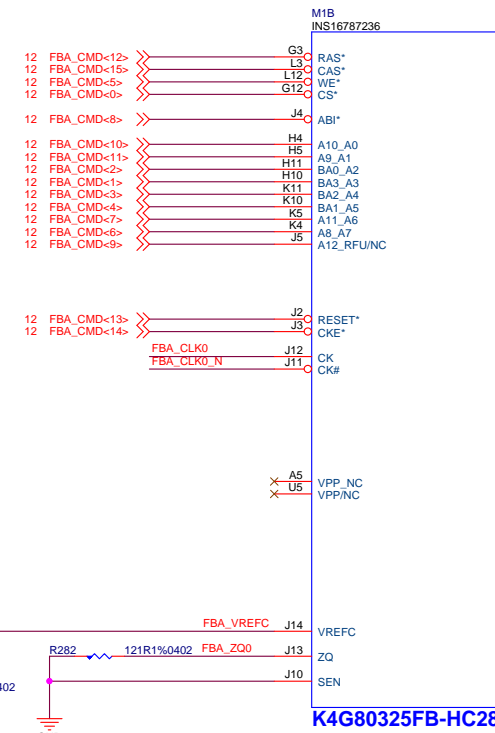 M1B
INS16787236
12 FBA_CMD<12> G3 RAS*
12 FBA_CMD<15> L3 CAS*
12 FBA_CMD<5> L12 WE*
12 FBA_CMD<0> G12 CS*
12 FBA_CMD<8> J4 ABI*
12 FBA_CMD<10> H4 A10_A0
12 FBA_CMD<11> H5 A9_A1
12 FBA_CMD<2> H11 BA0_A2
12 FBA_CMD<1> H10 BA3_A3
12 FBA_CMD<3> K11 BA2_A4
12 FBA_CMD<4> K10 BA1_A5
12 FBA_CMD<7> K5 A11_A6
12 FBA_CMD<6> K4 A8_A7
12 FBA_CMD<9> J5 A12_RFU/NC
12 FBA_CMD<13> J2 RESET*
12 FBA_CMD<14> J3 CKE*
FBA_CLK0 J12 CK
FBA_CLK0_N J11 CK#
A5 VPP_NC
U5 VPP/NC
FBA_VREFC J14 VREFC
R282 121R1%0402 FBA_ZQ0 J13 ZQ
J10 SEN
402
K4G80325FB-HC28